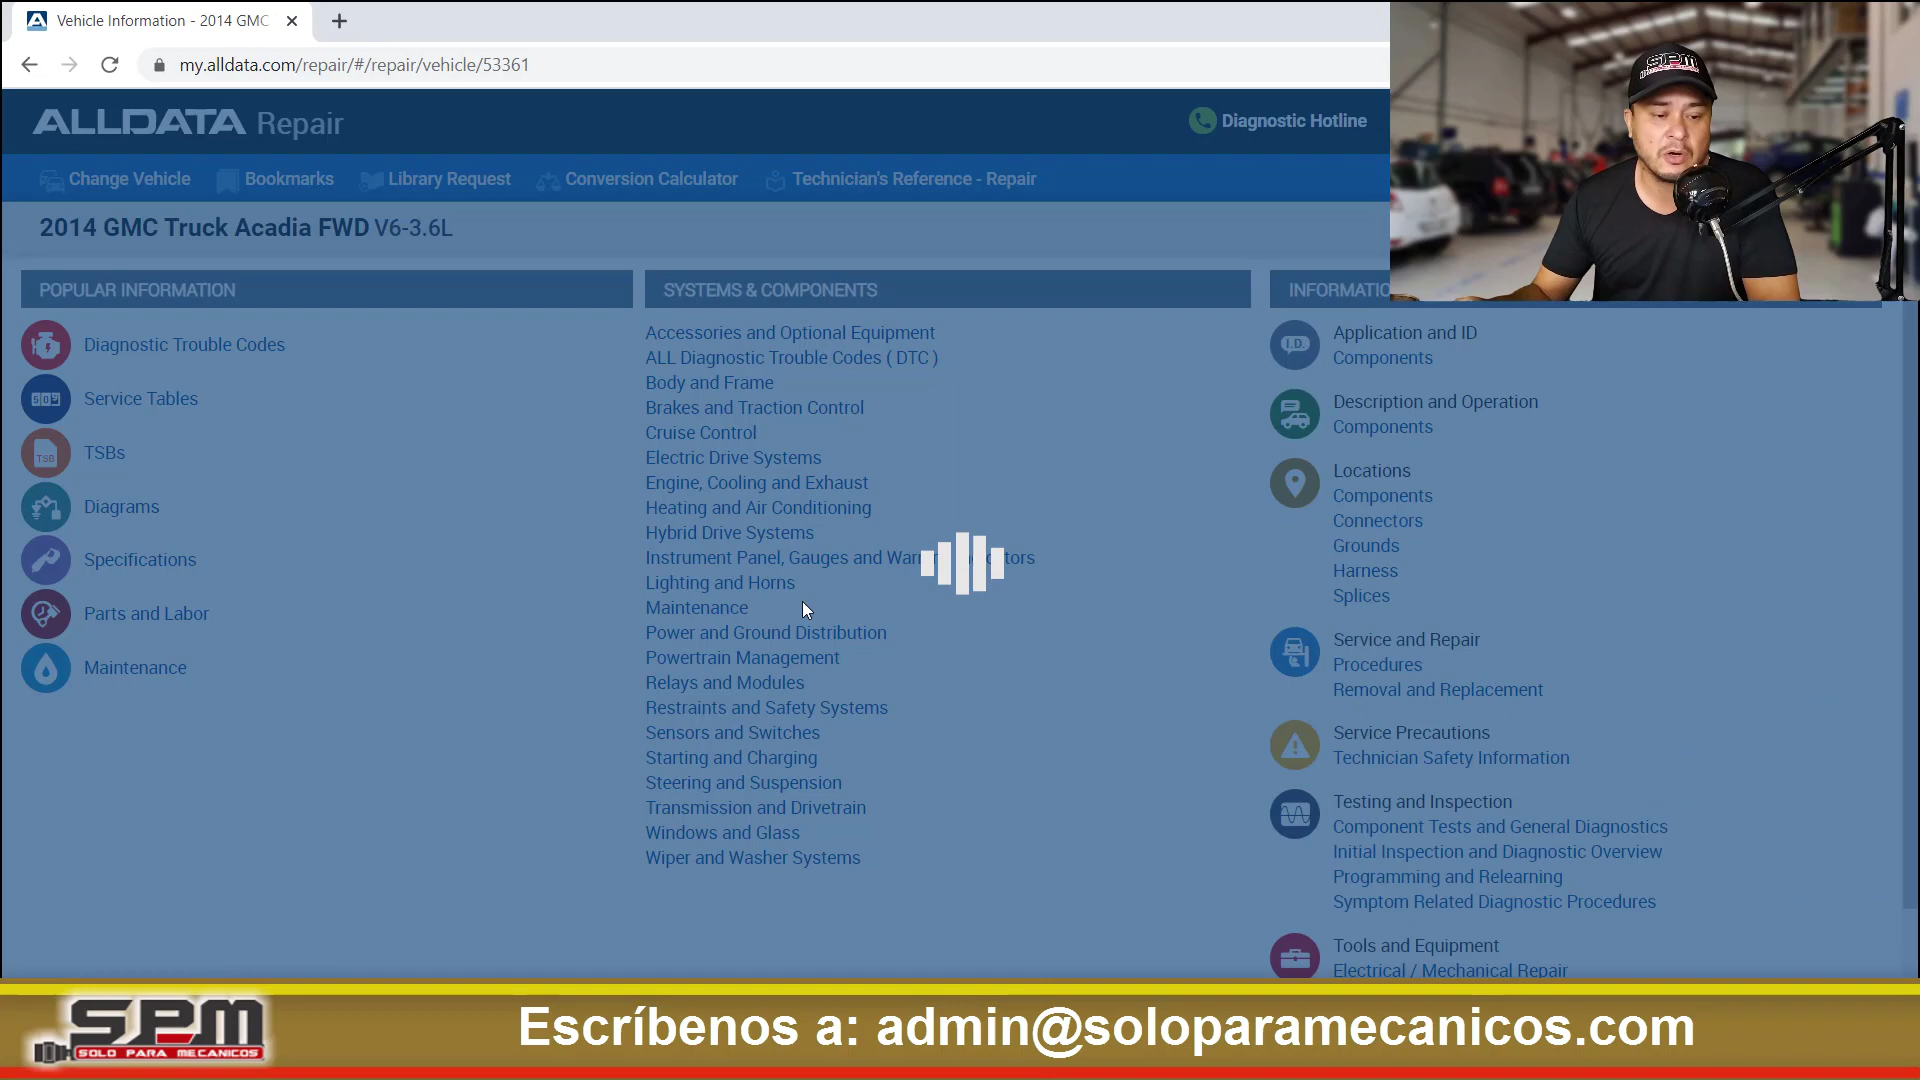 Vehicle Information - 2014 GMC
my.alldata.com/repair/#/repair/vehicle/53361
ALLDATA Repair
Diagnostic Hotline
Change Vehicle
Bookmarks
Library Request
Conversion Calculator
Technician's Reference - Repair
2014 GMC Truck Acadia FWD V6-3.6L
POPULAR INFORMATION
Diagnostic Trouble Codes
Service Tables
TSB
TSBs
Diagrams
Specifications
Parts and Labor
Maintenance
SYSTEMS & COMPONENTS
Accessories and Optional Equipment
ALL Diagnostic Trouble Codes ( DTC )
Body and Frame
Brakes and Traction Control
Cruise Control
Electric Drive Systems
Engine, Cooling and Exhaust
Heating and Air Conditioning
Hybrid Drive Systems
Instrument Panel, Gauges and
Lighting and Horns
Maintenance
Power and Ground Distribution
Powertrain Management
Relays and Modules
Restraints and Safety Systems
Sensors and Switches
Starting and Charging
Steering and Suspension
Transmission and Drivetrain
Windows and Glass
Wiper and Washer Systems
I.D.
Application and ID
Components
Description and Operation
Components
Locations
Components
Connectors
Grounds
Harness
Splices
Service and Repair
Procedures
Removal and Replacement
Service Precautions
Technician Safety Information
Testing and Inspection
Component Tests and General Diagnostics
Initial Inspection and Diagnostic Overview
Programming and Relearning
Symptom Related Diagnostic Procedures
Tools and Equipment
Electrical / Mechanical Repair
SPM
SPM
SOLO PARA MECANICOS
Escríbenos a: admin@soloparamecanicos.com